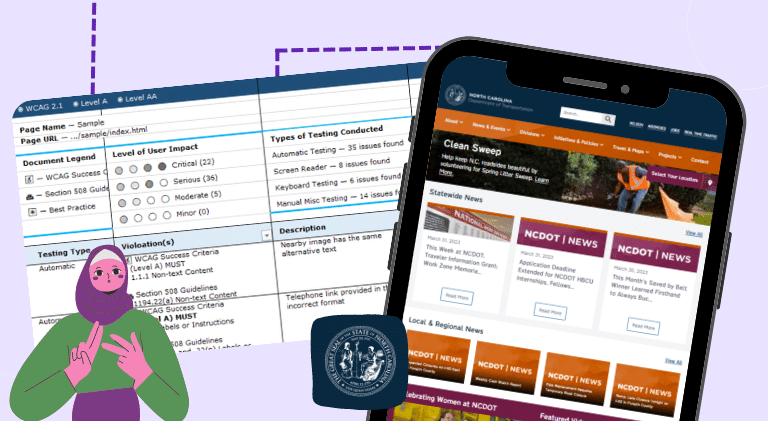 WCAG 2.1 Level A Level AA
Page Name — Sample
Page URL — .../sample/index.html
Document Legend
— WCAG Success C
— Section 508 Guide
— Best Practice
Level of User Impact
Critical (22)
Serious (36)
Moderate (5)
Minor (0)
Types of Testing Conducted
Automatic Testing — 35 issues found
Screen Reader — 8 issues found
Keyboard Testing — 6 issues found
Manual Misc Testing — 14 issues fo
Testing Type
Violoation(s)
Description
Automatic
WCAG Success Criteria
(Level A) MUST
1.1.1 Non-text Content
Section 508 Guidelines
1194.22(a) Non-text Content
Nearby image has the same
alternative text
Autom
WCAG Success Criteria
A) MUST
Labels or Instructions
508 Guidelines
Telephone link provided in th
incorrect format
THE GREAT SEAL OF THE STATE OF NORTH CAROLINA
NORTH CAROLINA
Department of Transportation
Search...
About
News & Events
Divisions
Initiatives & Policies
Travel & Maps
Projects
Contact
Clean Sweep
Help keep N.C. roadsides beautiful by
volunteering for Spring Litter Sweep. Learn
More.
Select Your Location
Statewide News
View All
NATIONAL
March 31, 2023
This Week at NCDOT:
Traveler Information Grant,
Work Zone Memoria...
Read More
NCDOT | NEWS
March 31, 2023
Application Deadline
Extended for NCDOT HBCU
Internships, Fellows...
Read More
NCDOT | NEWS
March 30, 2023
This Month's Saved by Belt
Winner Learned Firsthand
to Always Buc...
Read More
Local & Regional News
View All
NCDOT | NEWS
NCDOT | NEWS
NCDOT | NEWS
NCDOT | NEWS
lebrating Women at NCDOT
Featured Vid